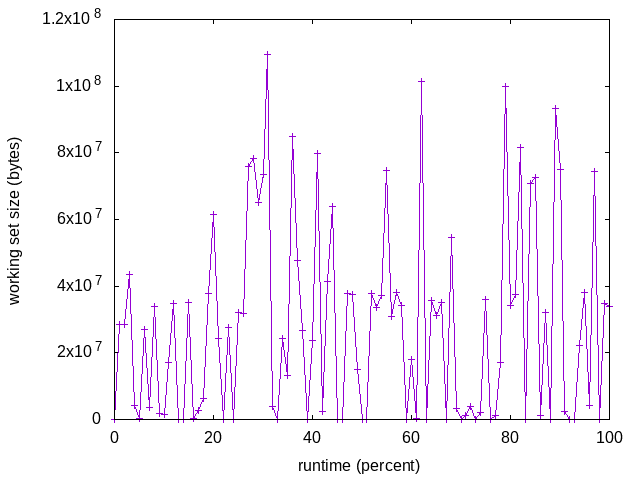 1.2x10^8
1x10^8
8x10^7
6x10^7
4x10^7
2x10^7
0
0 20 40 60 80 100
working set size (bytes)
runtime (percent)